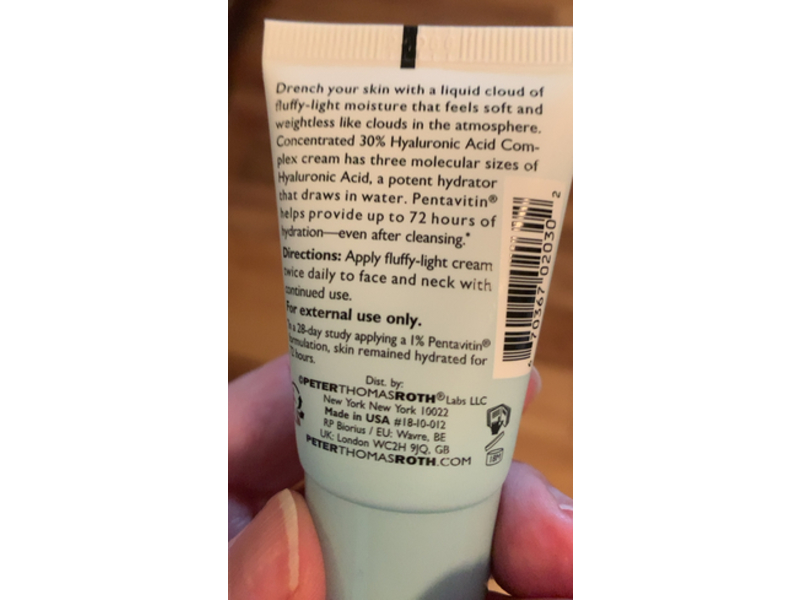 Drench your skin with a liquid cloud of
fluffy-light moisture that feels soft and
weightless like clouds in the atmosphere.
Concentrated 30% Hyaluronic Acid Com-
plex cream has three molecular sizes of
Hyaluronic Acid, a potent hydrator
that draws in water. Pentavitin®
helps provide up to 72 hours of
hydration—even after cleansing.*
Directions: Apply fluffy-light cream
twice daily to face and neck with
continued use.
For external use only.
a 28-day study applying a 1% Pentavitin®
formulation, skin remained hydrated for
hours.
Dist. by:
©PETERTHOMASROTH® Labs LLC
New York New York 10022
Made in USA #18-10-012
RP Biorius / EU: Wavre, BE
UK: London WC2H 9JQ, GB
PETERTHOMASROTH.COM
70367 02030 2